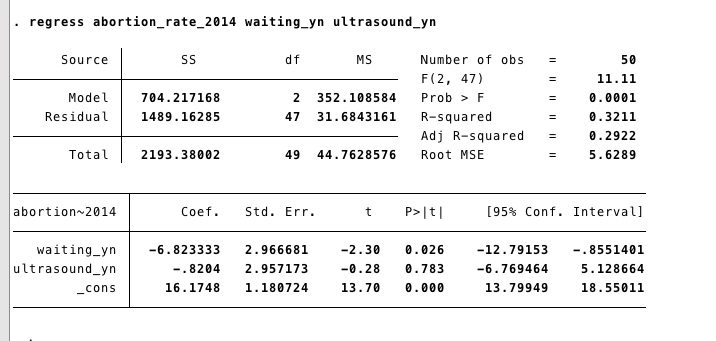 . regress abortion_rate_2014 waiting_yn ultrasound_yn
Source SS df MS Number of obs = 50
F(2, 47) = 11.11
Model 704.217168 2 352.108584 Prob > F = 0.0001
Residual 1489.16285 47 31.6843161 R-squared = 0.3211
Adj R-squared = 0.2922
Total 2193.38002 49 44.7628576 Root MSE = 5.6289
abortion~2014 Coef. Std. Err. t P>|t| [95% Conf. Interval]
waiting_yn -6.823333 2.966681 -2.30 0.026 -12.79153 -.8551401
ultrasound_yn -.8204 2.957173 -0.28 0.783 -6.769464 5.128664
_cons 16.1748 1.180724 13.70 0.000 13.79949 18.55011